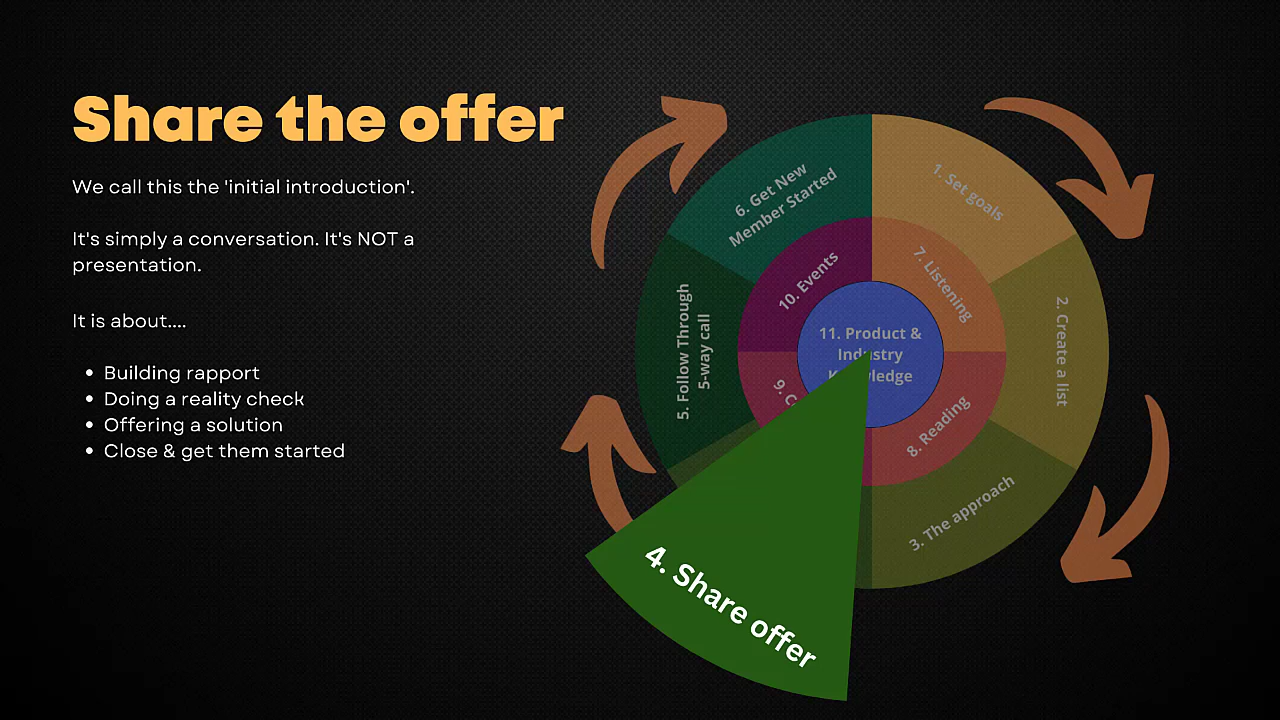 Share the offer
We call this the 'initial introduction'.
It's simply a conversation. It's NOT a
presentation.
It is about....
• Building rapport
• Doing a reality check
• Offering a solution
• Close & get them started
1. Set goals
2. Create a list
3. The approach
4. Share offer
5. Follow Through
5-way call
6. Get New
Member Started
7. Listening
8. Reading
9.
10. Events
11. Product &
Industry
Knowledge